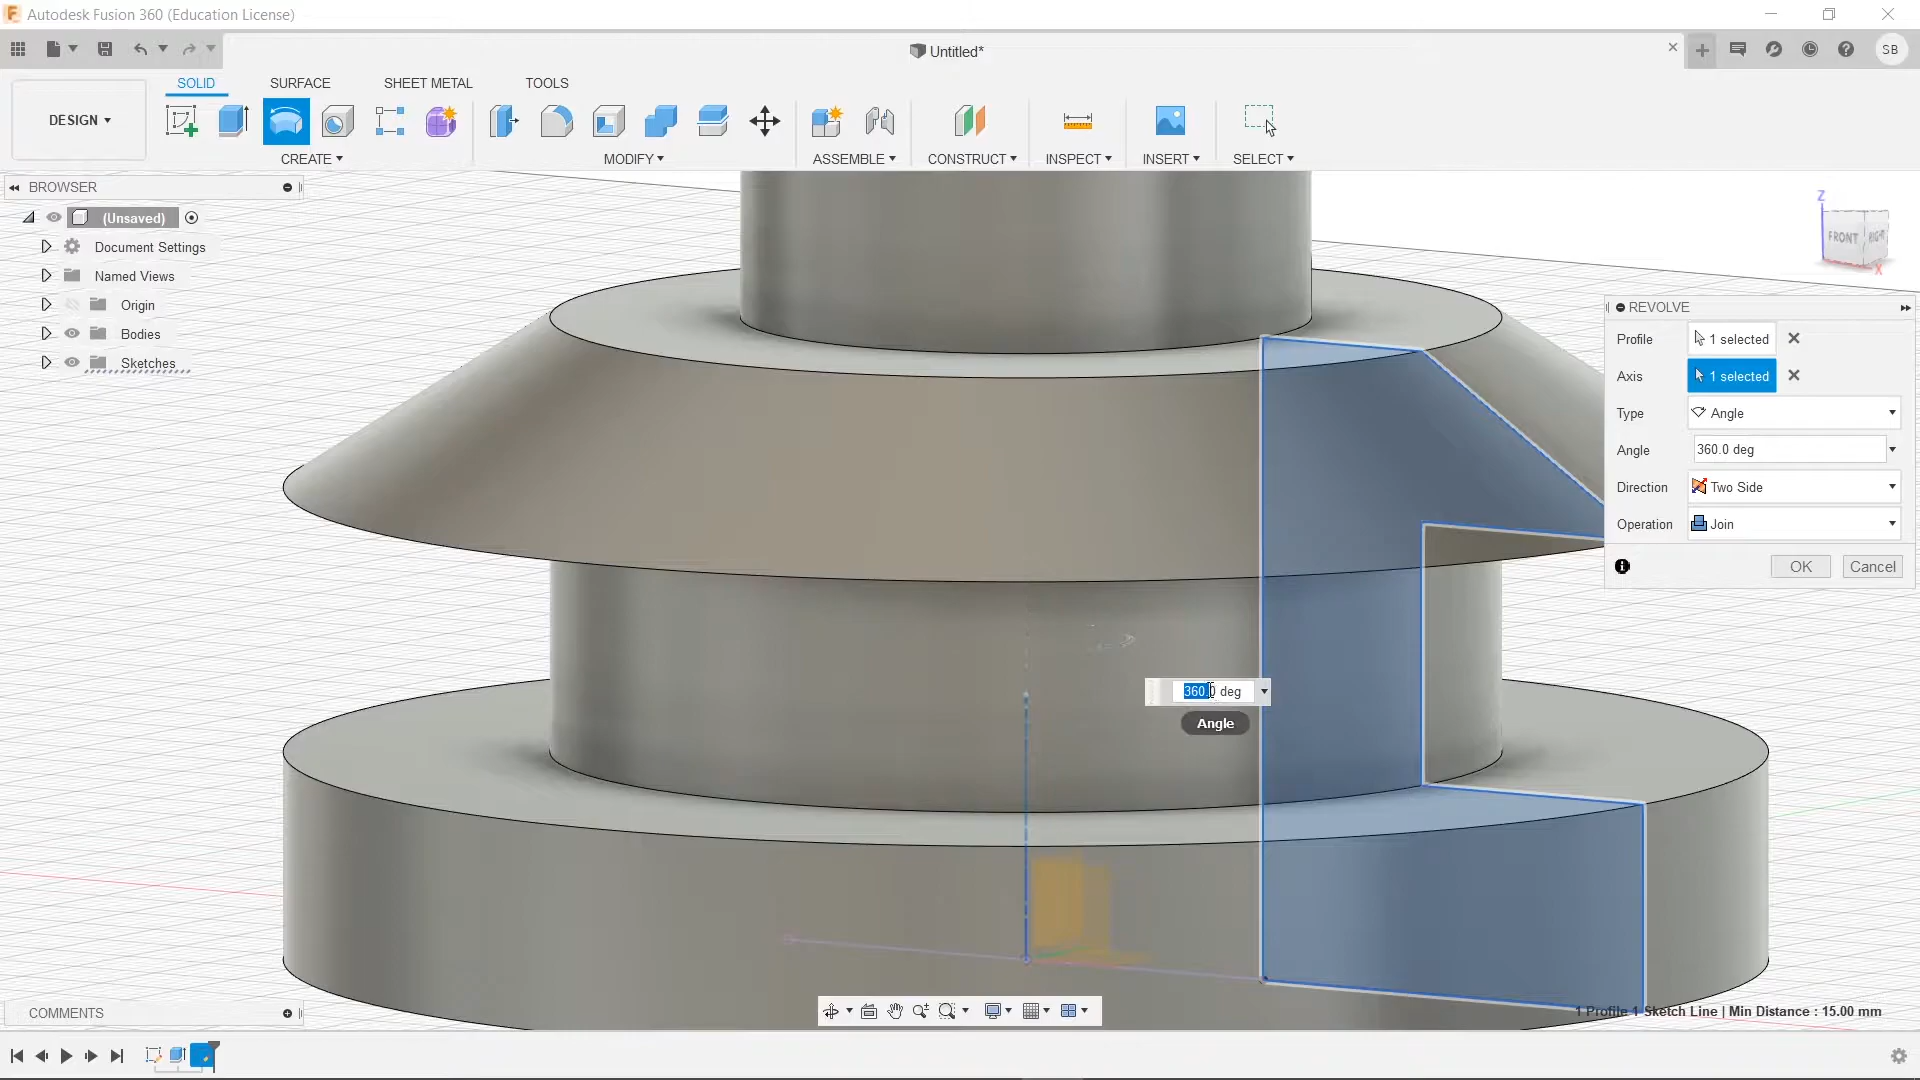 Autodesk Fusion 360 (Education License)
Untitled*
SB
SOLID SURFACE SHEET METAL TOOLS
DESIGN
CREATE MODIFY ASSEMBLE CONSTRUCT INSPECT INSERT SELECT
BROWSER
(Unsaved)
Document Settings
Named Views
Origin
Bodies
Sketches
Z
FRONT RIGHT
X
REVOLVE
Profile 1 selected
Axis 1 selected
Type Angle
Angle 360.0 deg
Direction Two Side
Operation Join
OK Cancel
360.0 deg
Angle
COMMENTS
1 Profile 1 Sketch Line | Min Distance : 15.00 mm